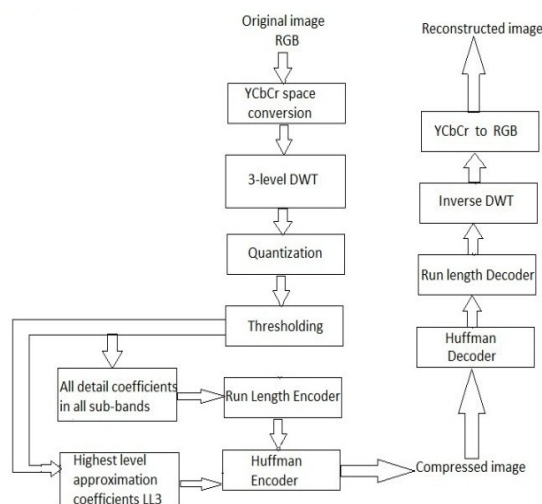 Original image
RGB
YCbCr space
conversion
3-level DWT
Quantization
Thresholding
All detail coefficients
in all sub-bands
Run Length Encoder
Highest level
approximation
coefficients LL3
Huffman
Encoder
Compressed image
Huffman
Decoder
Run length Decoder
Inverse DWT
YCbCr to RGB
Reconstructed image